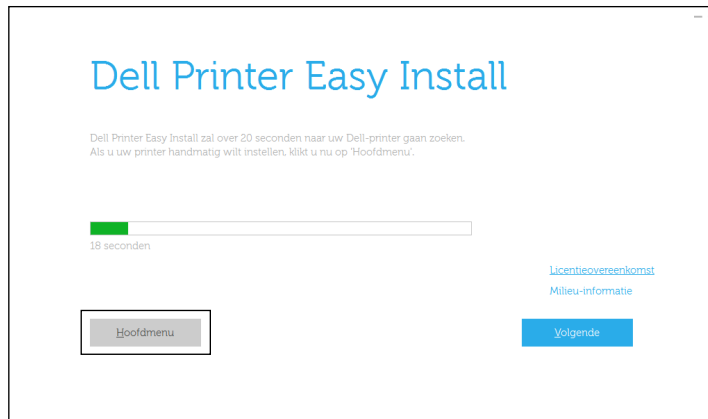 Dell Printer Easy Install
Dell Printer Easy Install zal over 20 seconden naar uw Dell-printer gaan zoeken.
Als u uw printer handmatig wilt instellen, klikt u nu op 'Hoofdmenu'.
18 seconden
Licentieovereenkomst
Milieu-informatie
Hoofdmenu
Volgende